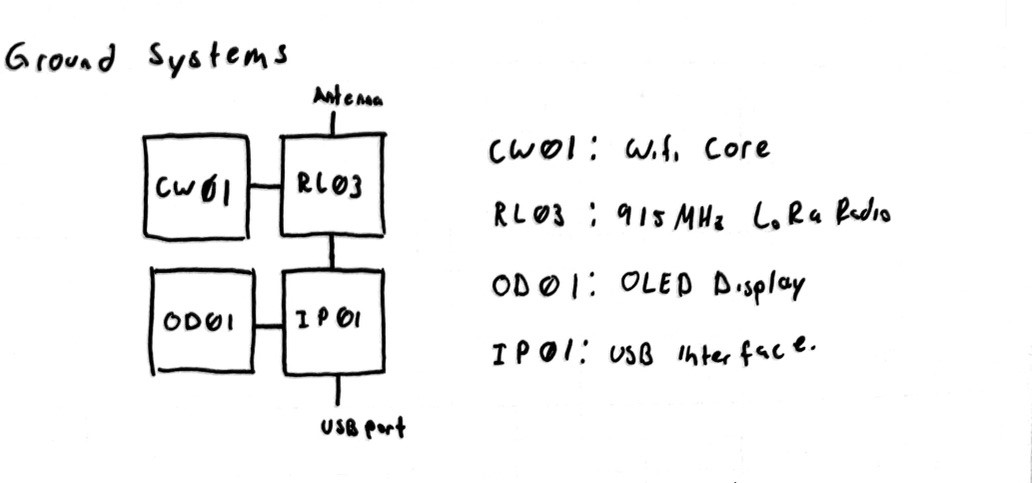 Ground Systems
Antenna
CW01
RL03
OD01
IP01
USB port
CW01: Wifi Core
RL03 : 915 MHz LoRa Radio
OD01: OLED Display
IP01: USB Interface.